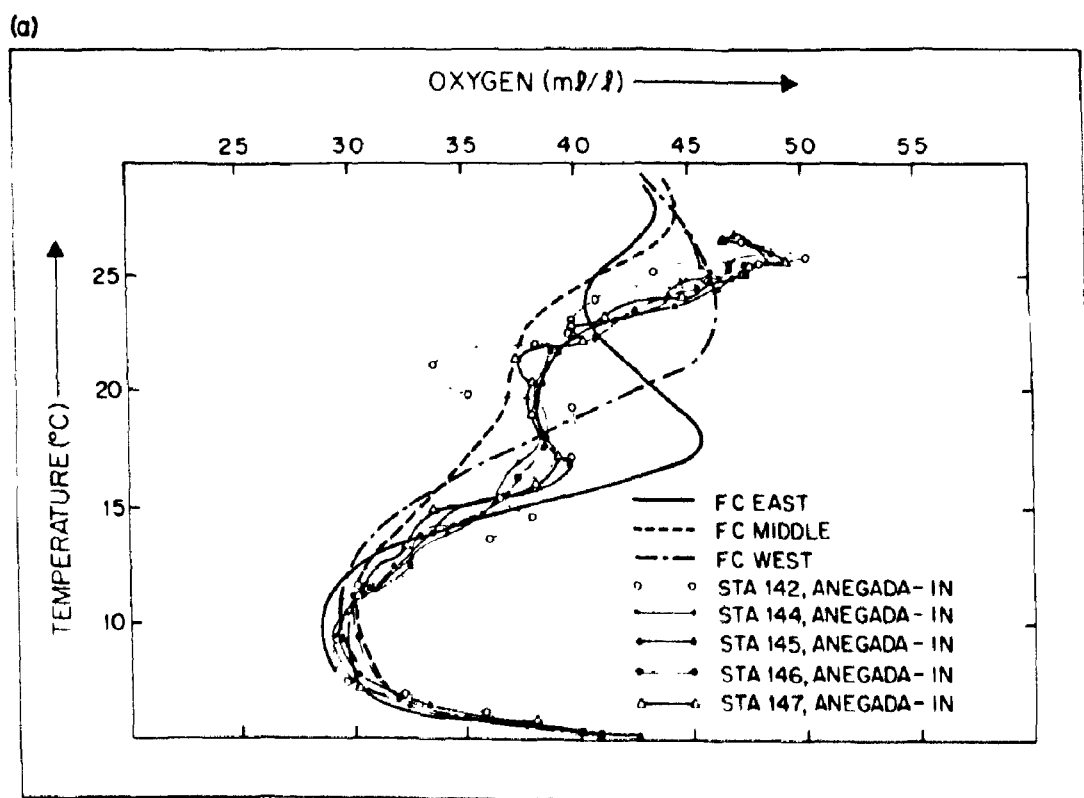 (a)
OXYGEN (ml/l)
25 30 35 40 45 50 55
TEMPERATURE (°C)
25
20
15
10
FC EAST
FC MIDDLE
FC WEST
STA 142, ANEGADA-IN
STA 144, ANEGADA-IN
STA 145, ANEGADA-IN
STA 146, ANEGADA-IN
STA 147, ANEGADA-IN